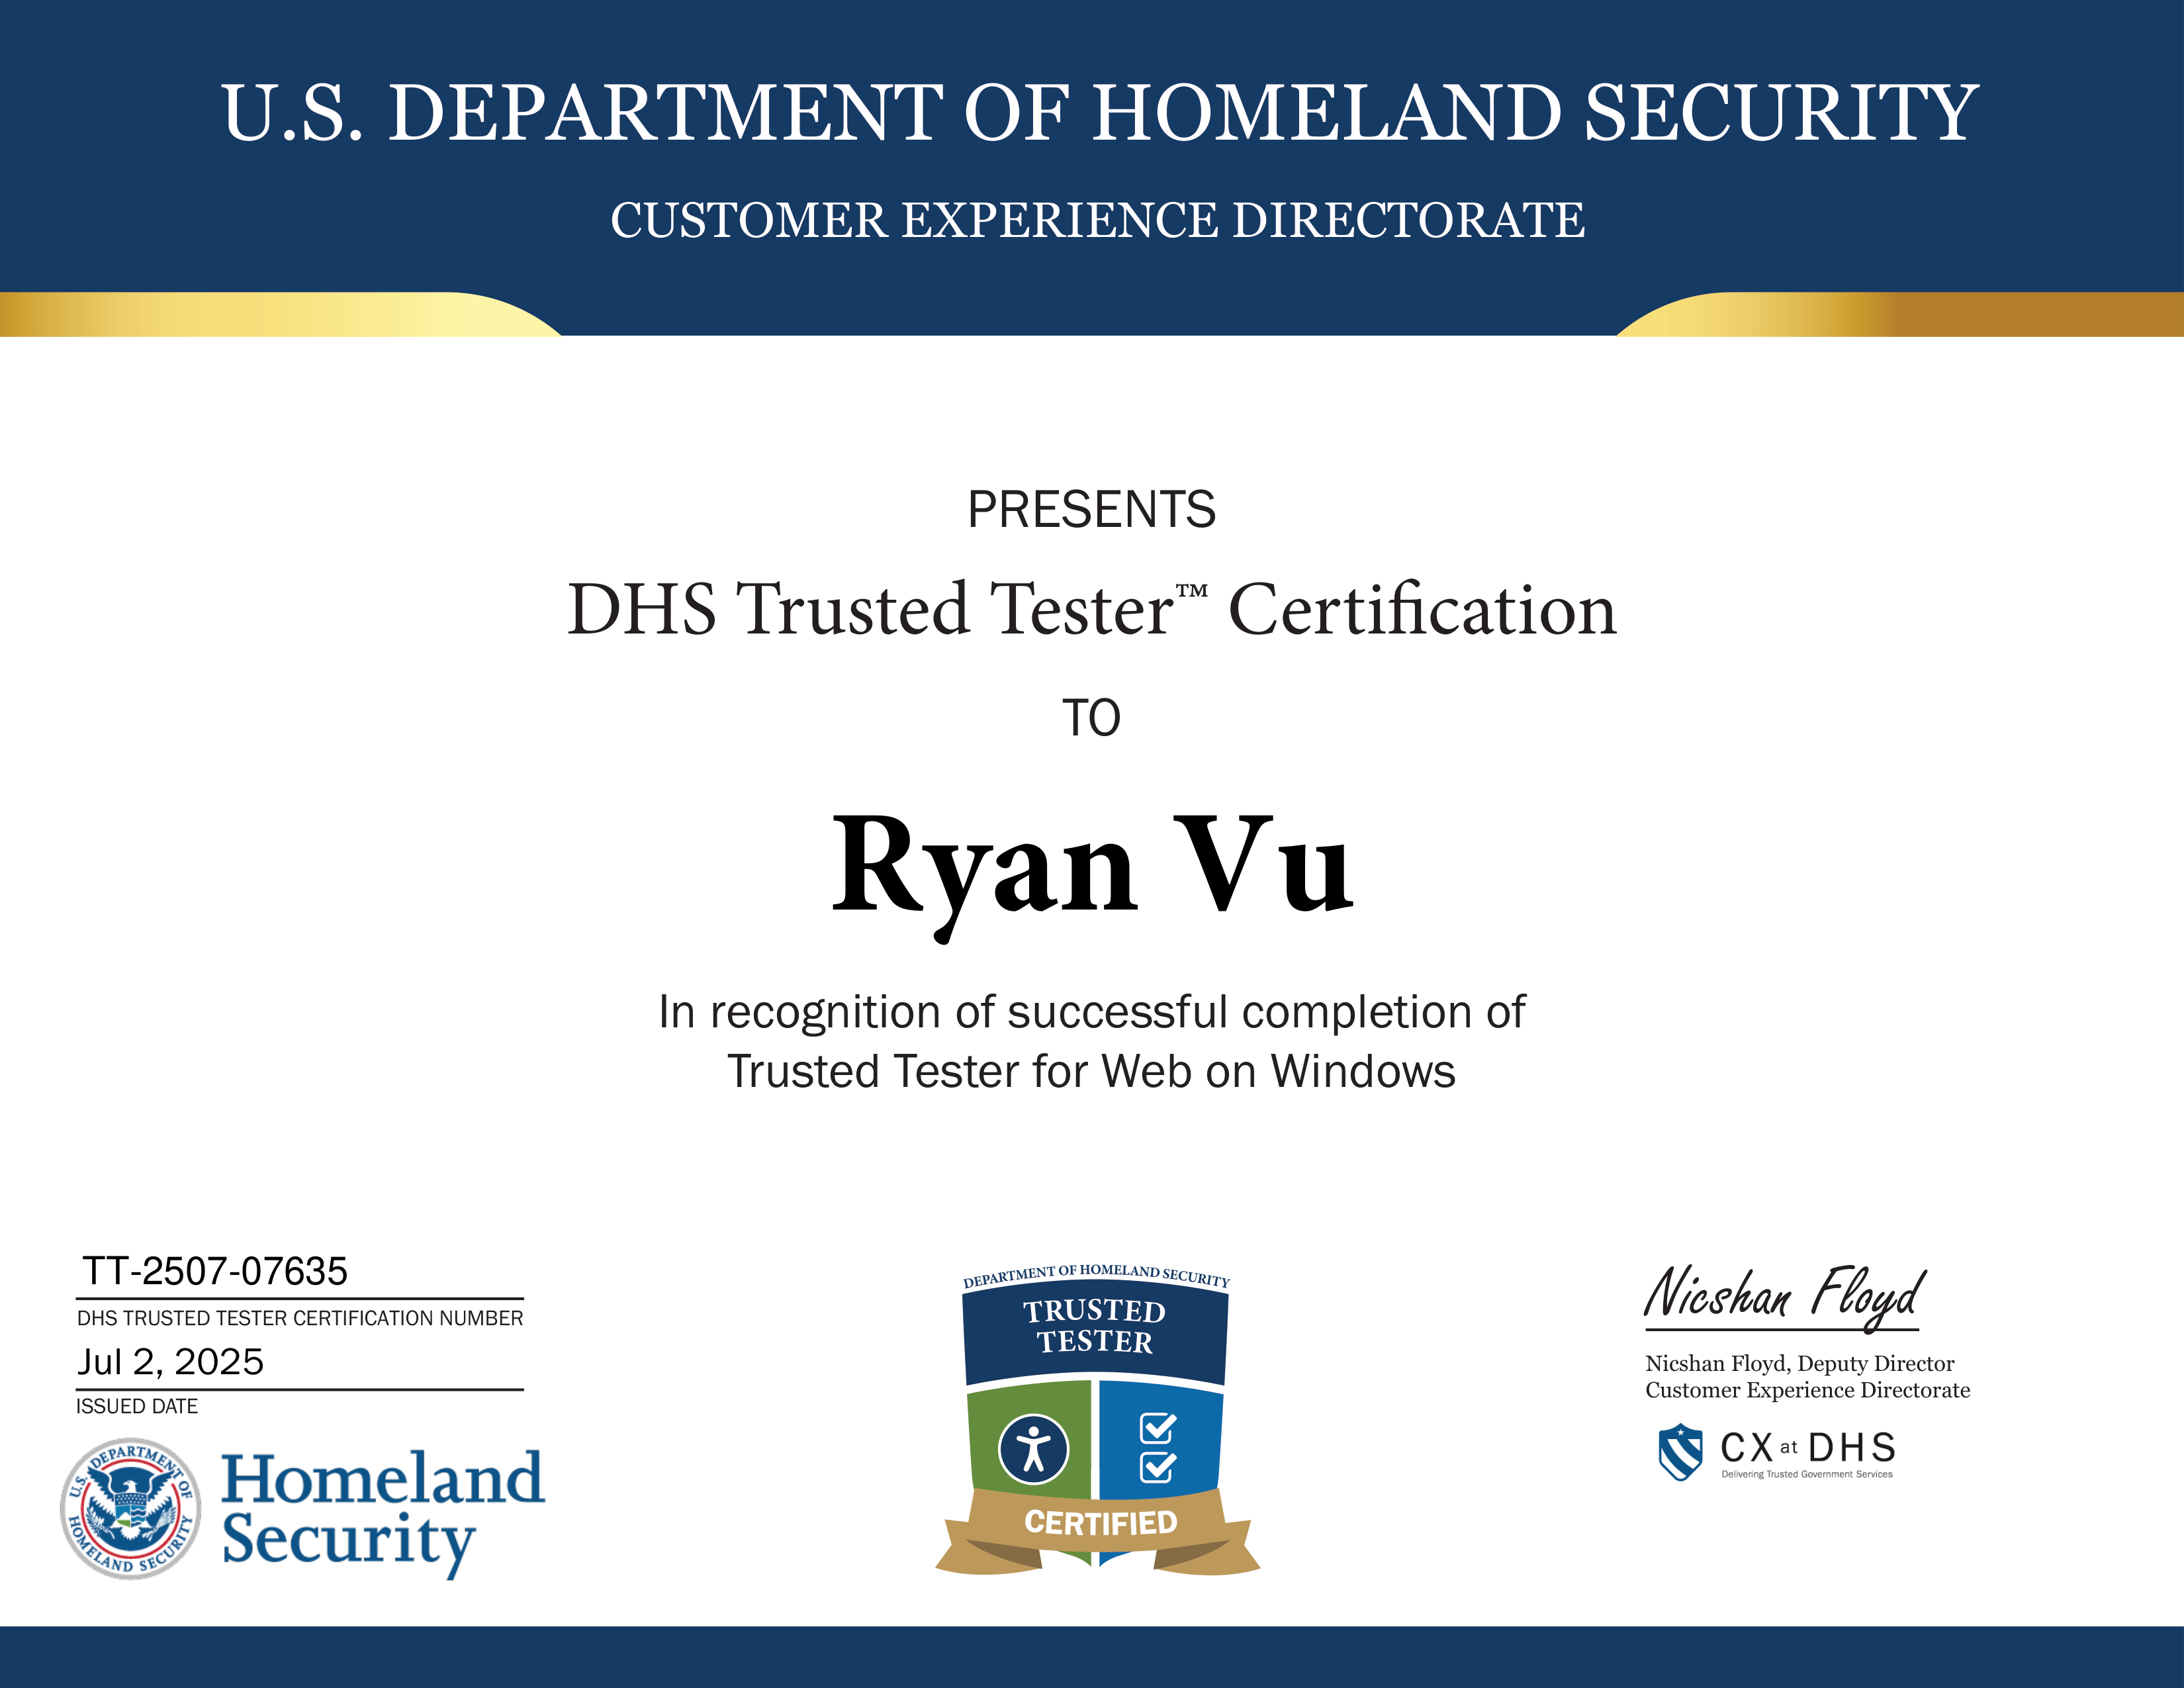 U.S. DEPARTMENT OF HOMELAND SECURITY
CUSTOMER EXPERIENCE DIRECTORATE
PRESENTS
DHS Trusted Tester™ Certification
TO
Ryan Vu
In recognition of successful completion of
Trusted Tester for Web on Windows
TT-2507-07635
DHS TRUSTED TESTER CERTIFICATION NUMBER
Jul 2, 2025
ISSUED DATE
U.S. DEPARTMENT OF
HOMELAND SECURITY
Homeland
Security
DEPARTMENT OF HOMELAND SECURITY
TRUSTED
TESTER
CERTIFIED
Nicshan Floyd
Nicshan Floyd, Deputy Director
Customer Experience Directorate
CX at DHS
Delivering Trusted Government Services